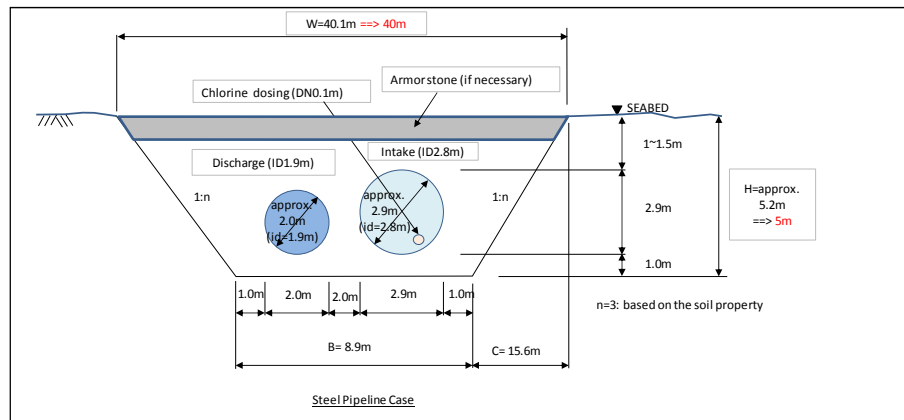 W=40.1m ==> 40m
Armor stone (if necessary)
Chlorine dosing (DN0.1m)
SEABED
1~1.5m
Intake (ID2.8m)
Discharge (ID1.9m)
1:n
1:n
approx.
2.0m
(id=1.9m)
approx.
2.9m
(id=2.8m)
2.9m
H=approx.
5.2m
==> 5m
1.0m
1.0m
2.0m
2.0m
2.9m
1.0m
n=3: based on the soil property
B= 8.9m
C= 15.6m
Steel Pipeline Case